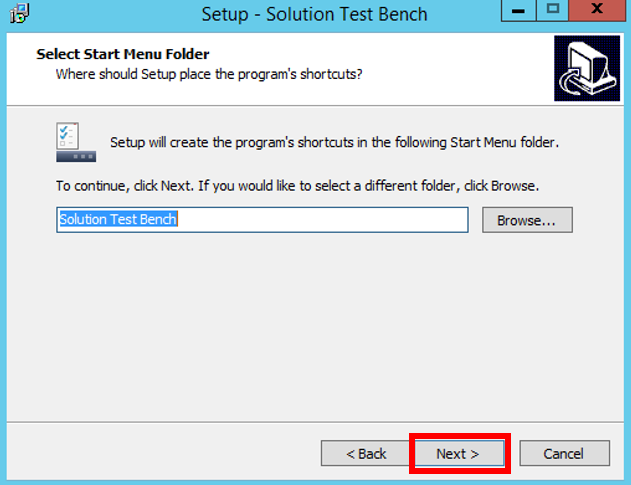 Setup - Solution Test Bench
Select Start Menu Folder
Where should Setup place the program's shortcuts?
Setup will create the program's shortcuts in the following Start Menu folder.
To continue, click Next. If you would like to select a different folder, click Browse.
Solution Test Bench
Browse...
< Back
Next >
Cancel